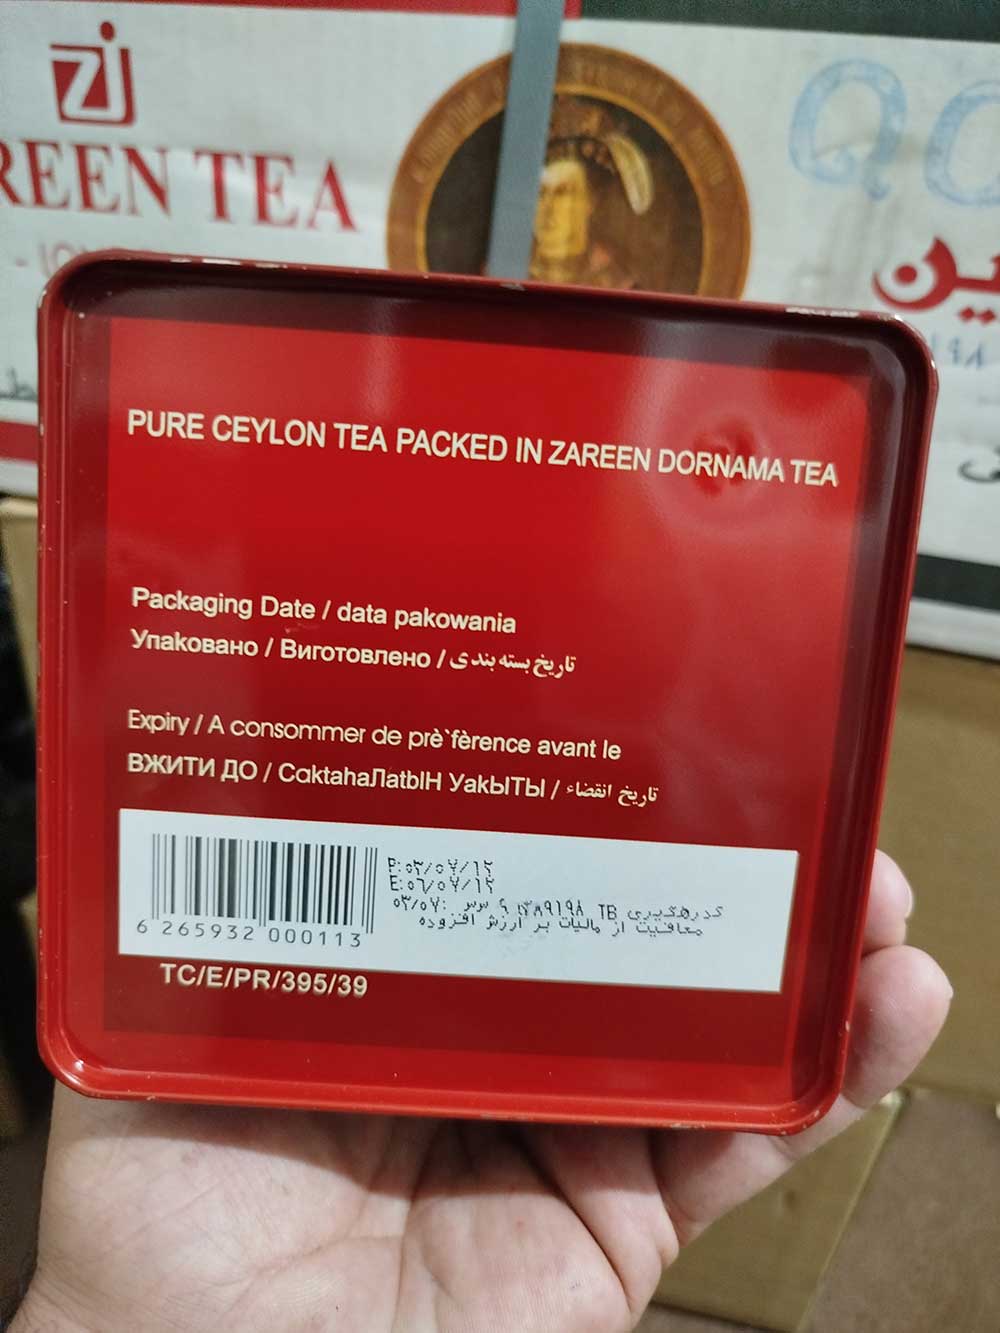 ZJ
REEN TEA
PURE CEYLON TEA PACKED IN ZAREEN DORNAMA TEA
Packaging Date / data pakowania
Упаковано / Виготовлено / تاریخ بسته بندی
Expiry / A consommer de prè`fèrence avant le
ВЖИТИ ДО / CaktahaЛatЫH УakЫTЫ / تاریخ انقضاء
P:۰۳/۰۷/۱۲
E:۰۶/۰۷/۱۲
معافیت از مالیات بر ارزش افزوده
6 265932 000113
TC/E/PR/395/39